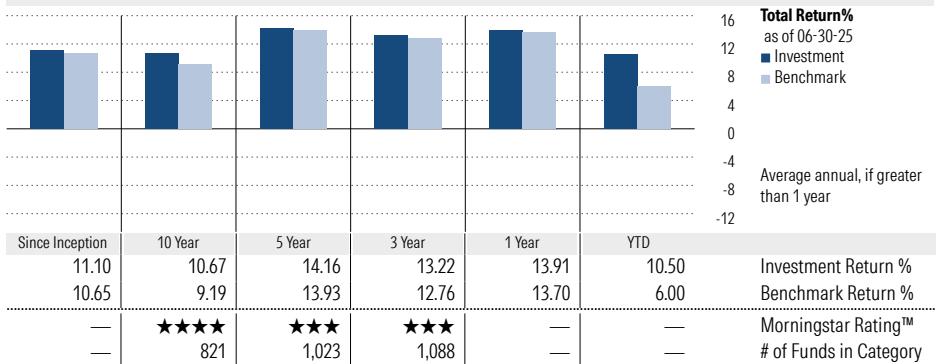 16
12
8
4
0
-4
-8
-12
Total Return%
as of 06-30-25
Investment
Benchmark
Average annual, if greater
than 1 year
Since Inception 10 Year 5 Year 3 Year 1 Year YTD
11.10 10.67 14.16 13.22 13.91 10.50 Investment Return %
10.65 9.19 13.93 12.76 13.70 6.00 Benchmark Return %
— ★★★★ ★★★ ★★★ — — Morningstar Rating™
— 821 1,023 1,088 — — # of Funds in Category